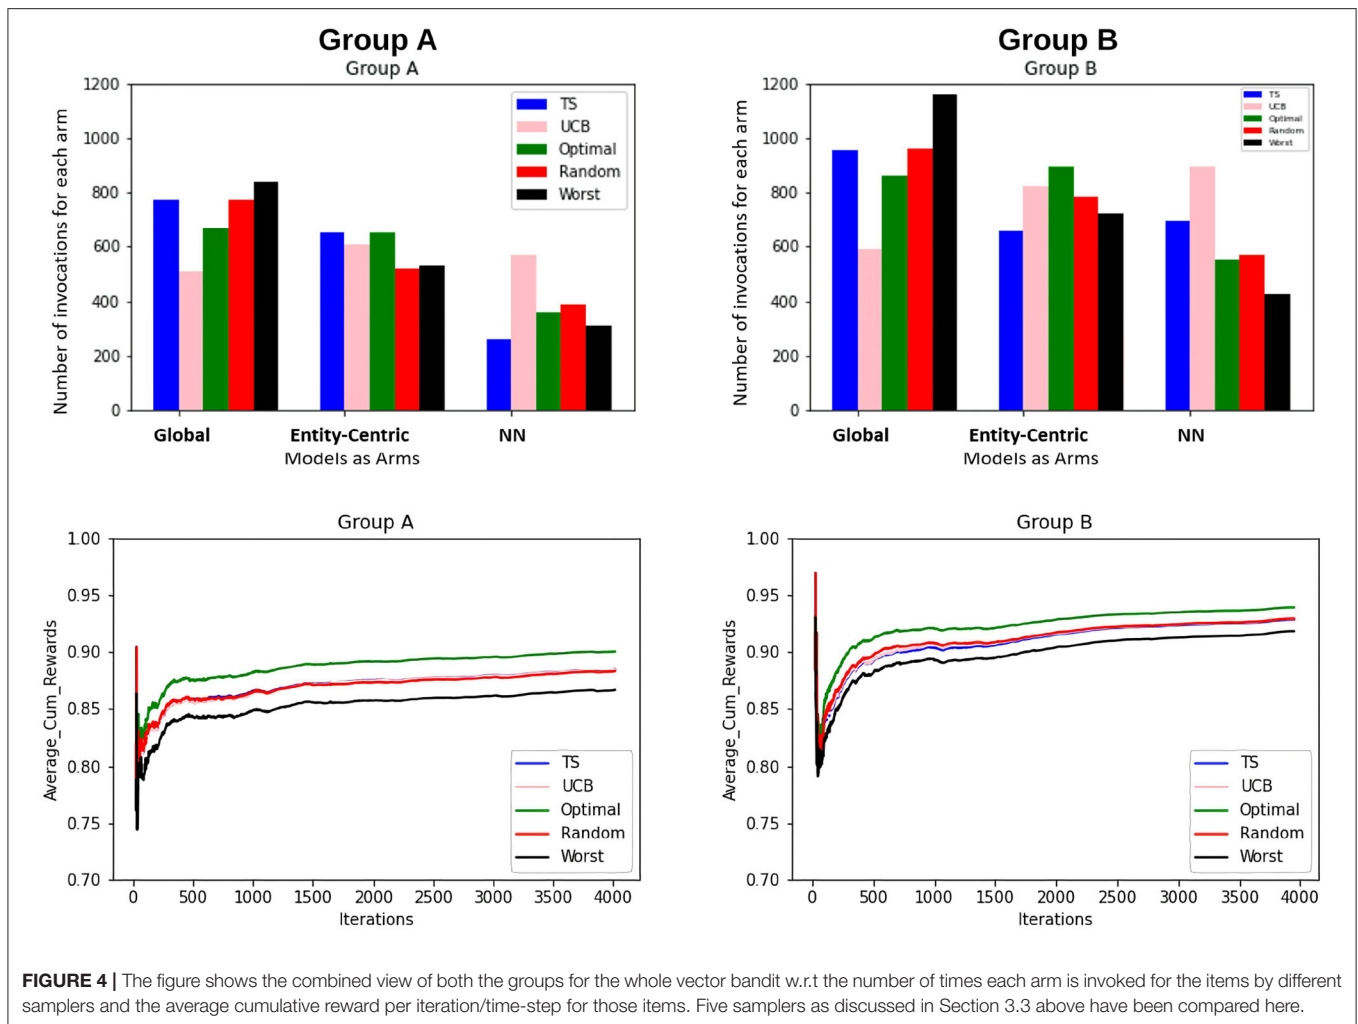 Group A
Group A
1200
1000
800
600
400
200
0
Number of invocations for each arm
TS
UCB
Optimal
Random
Worst
Global Entity-Centric NN
Models as Arms
Group B
Group B
1200
1000
800
600
400
200
0
Number of invocations for each arm
TS
UCB
Optimal
Random
Worst
Global Entity-Centric NN
Models as Arms
Group A
1.00
0.95
0.90
0.85
0.80
0.75
0.70
Average_Cum_Rewards
TS
UCB
Optimal
Random
Worst
0 500 1000 1500 2000 2500 3000 3500 4000
Iterations
Group B
1.00
0.95
0.90
0.85
0.80
0.75
0.70
Average_Cum_Rewards
TS
UCB
Optimal
Random
Worst
0 500 1000 1500 2000 2500 3000 3500 4000
Iterations
FIGURE 4 | The figure shows the combined view of both the groups for the whole vector bandit w.r.t the number of times each arm is invoked for the items by different
samplers and the average cumulative reward per iteration/time-step for those items. Five samplers as discussed in Section 3.3 above have been compared here.